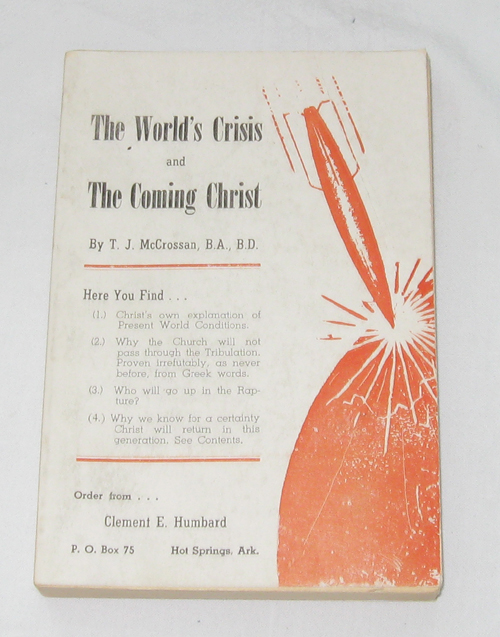 The World's Crisis
and
The Coming Christ
By T. J. McCrossan, B.A., B.D.
Here You Find . . .
(1.) Christ's own explanation of
Present World Conditions.
(2.) Why the Church will not
pass through the Tribulation.
Proven irrefutably, as never
before, from Greek words.
(3.) Who will go up in the Rap-
ture?
(4.) Why we know for a certainty
Christ will return in this
generation. See Contents.
Order from . . .
Clement E. Humbard
P. O. Box 75 Hot Springs, Ark.